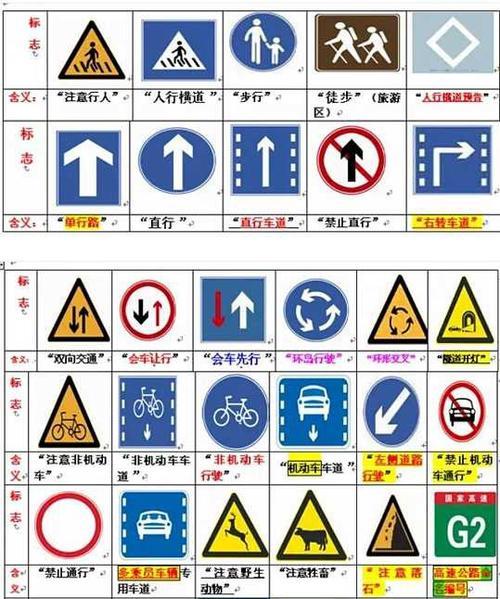 标
志
含义:
"注意行人"
"人行横道"
"步行"
"徒步"（旅游
区）
"人行横道预告"
标
志
含义:
"单行路"
"直行"
"直行车道"
"禁止直行"
"右转车道"
标
志
含义:
"双向交通"
"会车让行"
"会车先行"
"环岛行驶"
"环形交叉"
"隧道开灯"
标
志
含
义
"注意非机动
车"
"非机动车车
道"
"非机动车
行驶"
"机动车车道"
"左侧道路
行驶"
"禁止机动
车通行"
国家高速
G2
标
志
含
义
"禁止通行"
多乘员车辆专
用车道"
"注意野生
动物"
"注意牲畜"
"注意落
石"
高速公路命
名编号